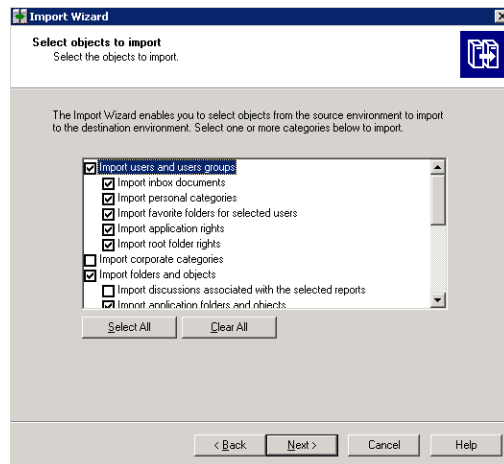 Import Wizard
Select objects to import
Select the objects to import.
The Import Wizard enables you to select objects from the source environment to import
to the destination environment. Select one or more categories below to import.
Import users and users groups
Import inbox documents
Import personal categories
Import favorite folders for selected users
Import application rights
Import root folder rights
Import corporate categories
Import folders and objects
Import discussions associated with the selected reports
Import application folders and objects
Select All Clear All
< Back Next > Cancel Help